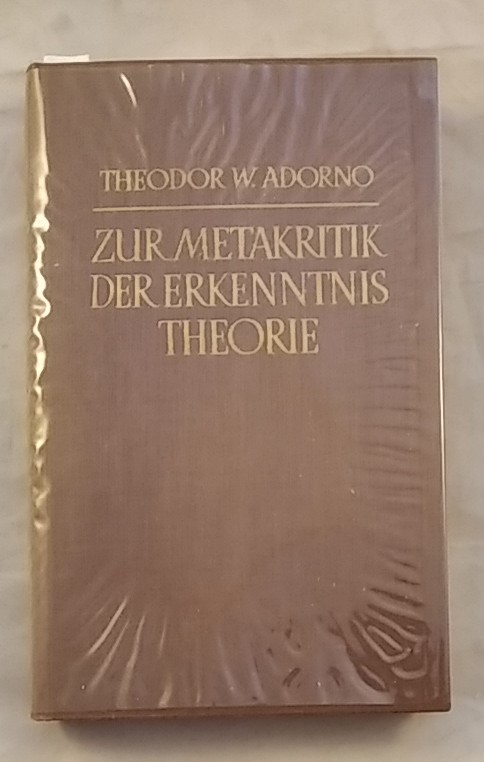 THEODOR W. ADORNO
ZUR METAKRITIK
DER ERKENNTNIS
THEORIE